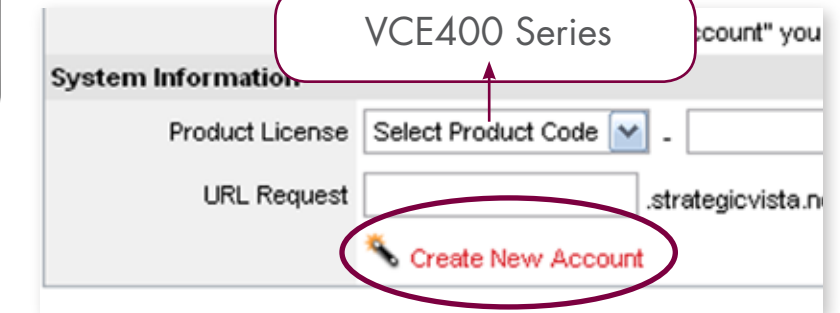 VCE400 Series
ccount" you
System Information
Product License Select Product Code -
URL Request .strategicvista.n
Create New Account